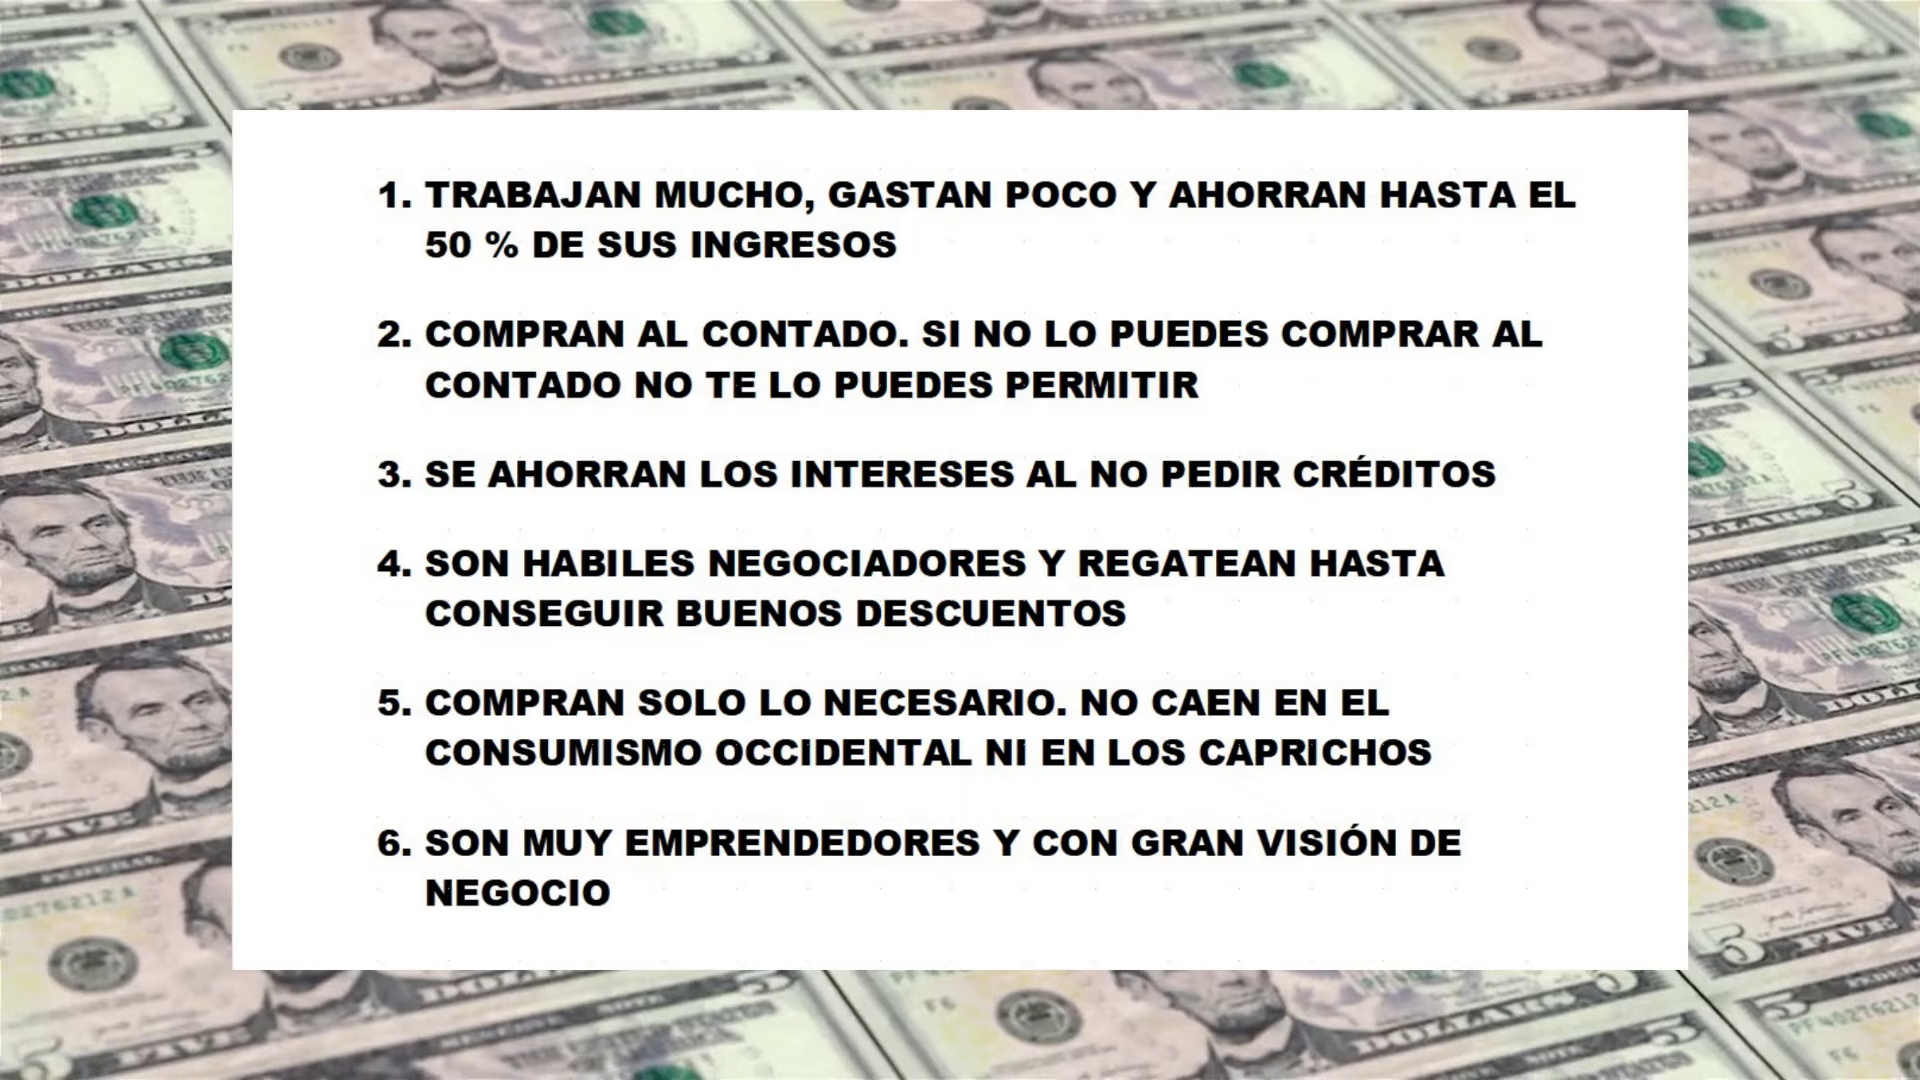 1. TRABAJAN MUCHO, GASTAN POCO Y AHORRAN HASTA EL
50 % DE SUS INGRESOS
2. COMPRAN AL CONTADO. SI NO LO PUEDES COMPRAR AL
CONTADO NO TE LO PUEDES PERMITIR
3. SE AHORRAN LOS INTERESES AL NO PEDIR CRÉDITOS
4. SON HABILES NEGOCIADORES Y REGATEAN HASTA
CONSEGUIR BUENOS DESCUENTOS
5. COMPRAN SOLO LO NECESARIO. NO CAEN EN EL
CONSUMISMO OCCIDENTAL NI EN LOS CAPRICHOS
6. SON MUY EMPRENDEDORES Y CON GRAN VISIÓN DE
NEGOCIO